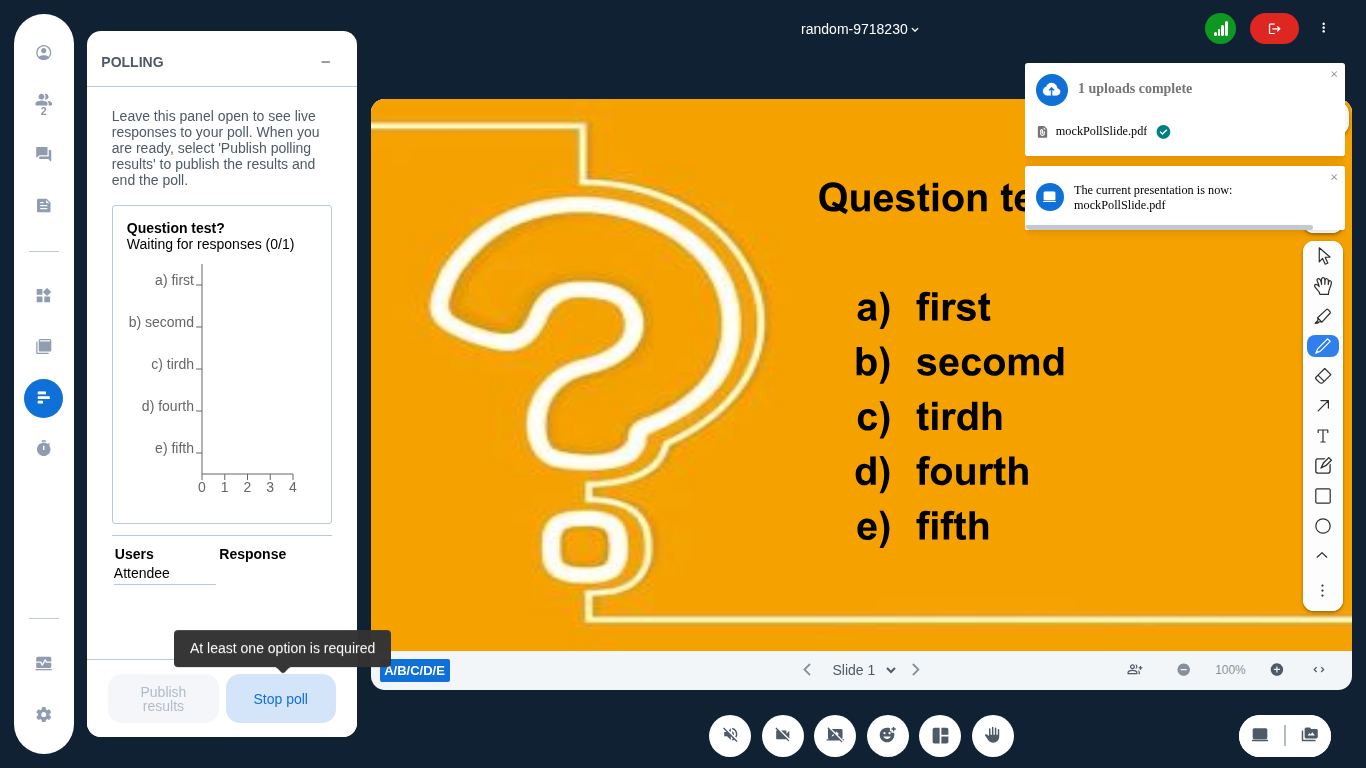 random-9718230
POLLING
2
Leave this panel open to see live
responses to your poll. When you
are ready, select 'Publish polling
results' to publish the results and
end the poll.
Question test?
Waiting for responses (0/1)
a) first
b) secomd
c) tirdh
d) fourth
e) fifth
0 1 2 3 4
Users Response
Attendee
At least one option is required
Publish
results
Stop poll
1 uploads complete
mockPollSlide.pdf
The current presentation is now:
mockPollSlide.pdf
Question te
a) first
b) secomd
c) tirdh
d) fourth
e) fifth
A/B/C/D/E
Slide 1
100%